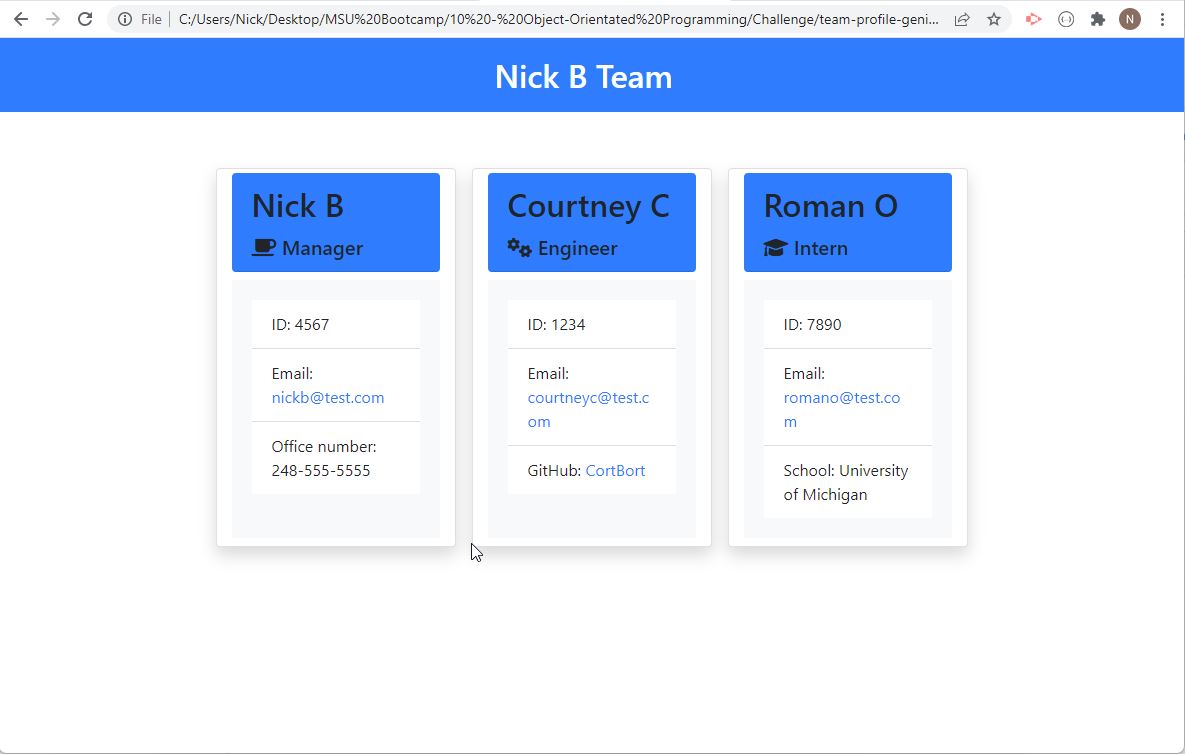 File C:/Users/Nick/Desktop/MSU%20Bootcamp/10%20-%20Object-Orientated%20Programming/Challenge/team-profile-geni... N
Nick B Team
Nick B
Manager
ID: 4567
Email:
nickb@test.com
Office number:
248-555-5555
Courtney C
Engineer
ID: 1234
Email:
courtneyc@test.c
om
GitHub: CortBort
Roman O
Intern
ID: 7890
Email:
romano@test.co
m
School: University
of Michigan